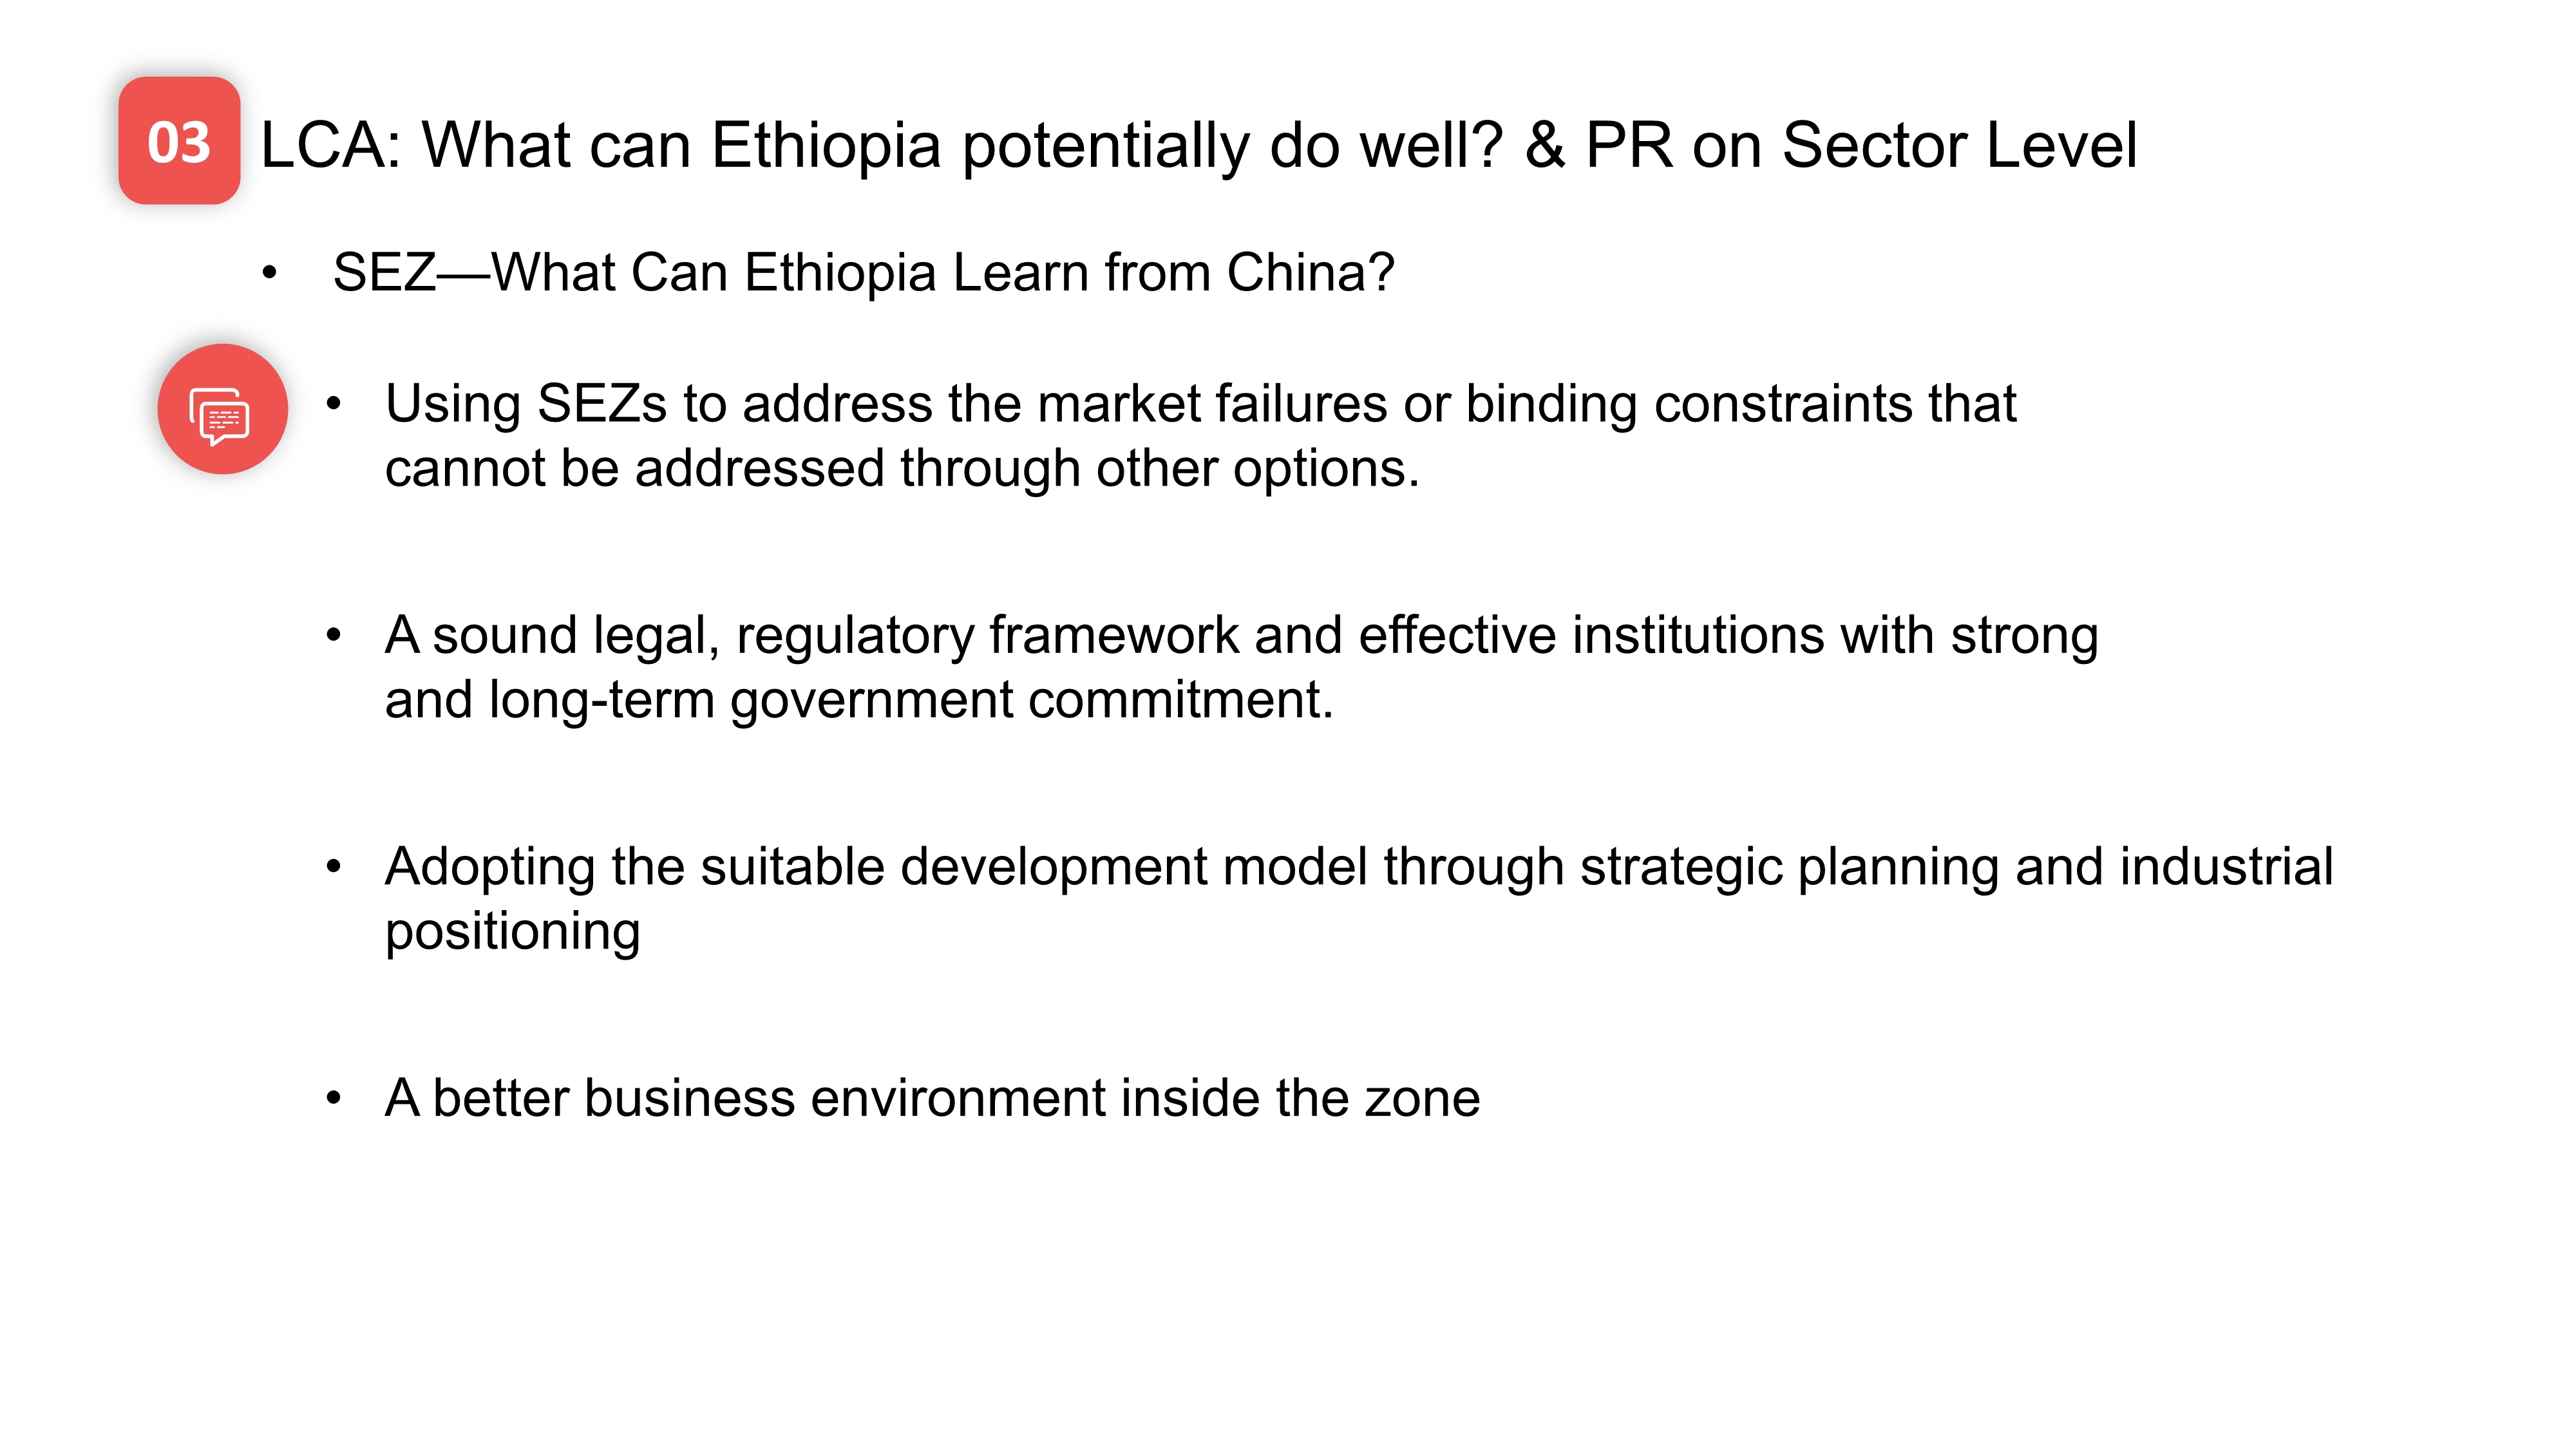 03
LCA: What can Ethiopia potentially do well? & PR on Sector Level
• SEZ—What Can Ethiopia Learn from China?
• Using SEZs to address the market failures or binding constraints that
cannot be addressed through other options.
• A sound legal, regulatory framework and effective institutions with strong
and long-term government commitment.
• Adopting the suitable development model through strategic planning and industrial
positioning
• A better business environment inside the zone